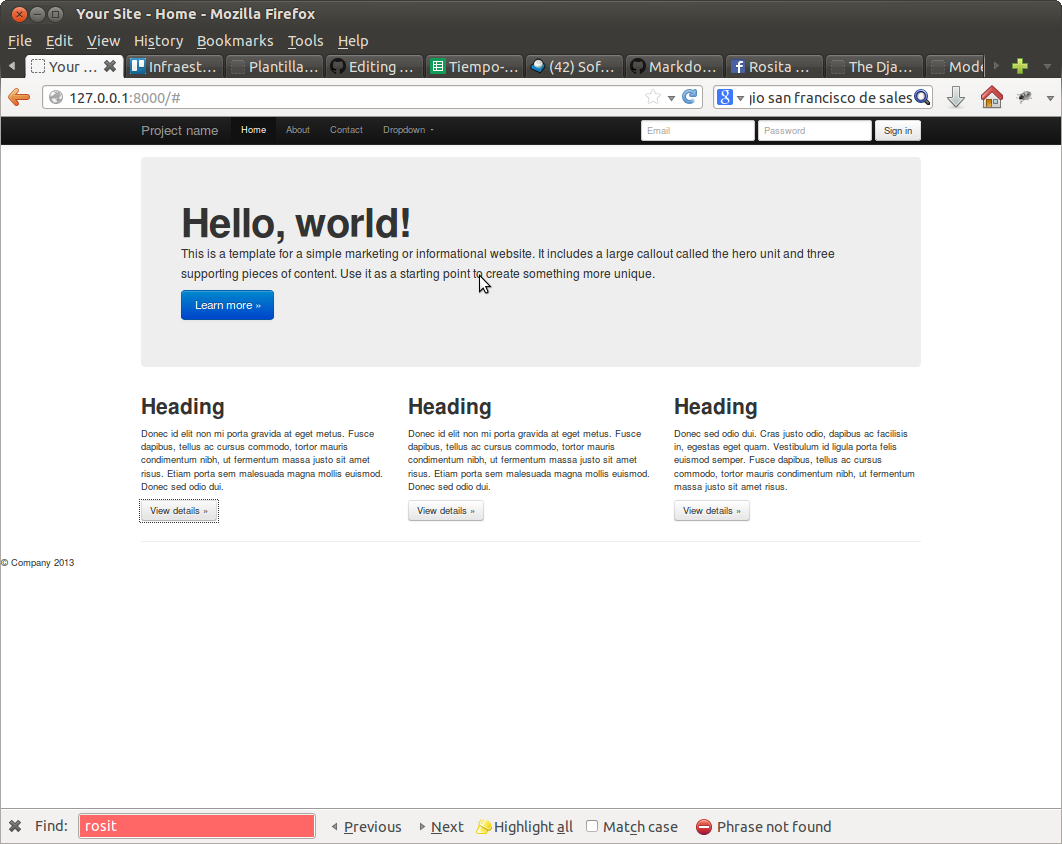 Your Site - Home - Mozilla Firefox
File Edit View History Bookmarks Tools Help
Your ... Infraest... Plantilla... Editing ... Tiempo-... (42) Sof... Markdo... Rosita ... The Dja... Mode
127.0.0.1:8000/# io san francisco de sales
Project name Home About Contact Dropdown Email Password Sign in
Hello, world!
This is a template for a simple marketing or informational website. It includes a large callout called the hero unit and three
supporting pieces of content. Use it as a starting point to create something more unique.
Learn more »
Heading
Donec id elit non mi porta gravida at eget metus. Fusce
dapibus, tellus ac cursus commodo, tortor mauris
condimentum nibh, ut fermentum massa justo sit amet
risus. Etiam porta sem malesuada magna mollis euismod.
Donec sed odio dui.
View details »
Heading
Donec id elit non mi porta gravida at eget metus. Fusce
dapibus, tellus ac cursus commodo, tortor mauris
condimentum nibh, ut fermentum massa justo sit amet
risus. Etiam porta sem malesuada magna mollis euismod.
Donec sed odio dui.
View details »
Heading
Donec sed odio dui. Cras justo odio, dapibus ac facilisis
in, egestas eget quam. Vestibulum id ligula porta felis
euismod semper. Fusce dapibus, tellus ac cursus
commodo, tortor mauris condimentum nibh, ut fermentum
massa justo sit amet risus.
View details »
© Company 2013
Find: rosit Previous Next Highlight all Match case Phrase not found